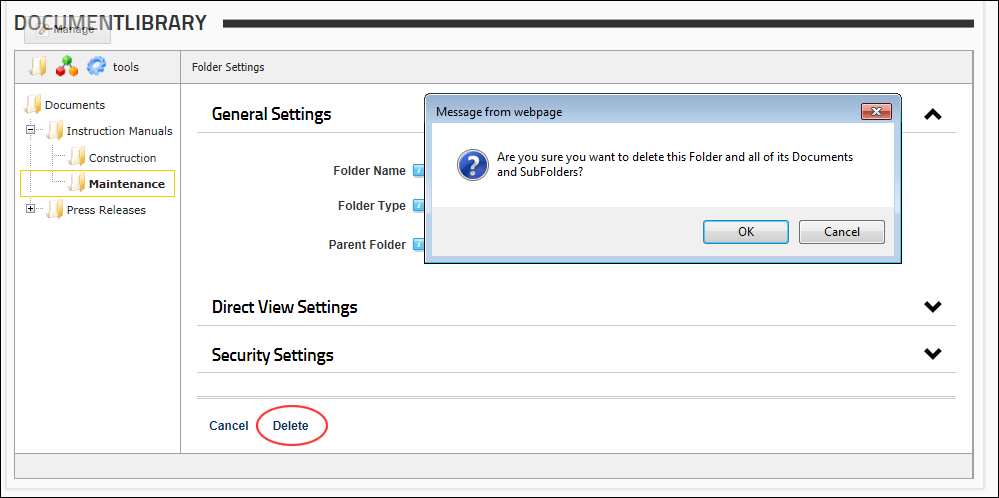 DOCUMENTLIBRARY
Manage
tools
Folder Settings
Documents
Instruction Manuals
Construction
Maintenance
Press Releases
General Settings
Folder Name
Folder Type
Parent Folder
Message from webpage
Are you sure you want to delete this Folder and all of its Documents
and SubFolders?
OK
Cancel
Direct View Settings
Security Settings
Cancel
Delete